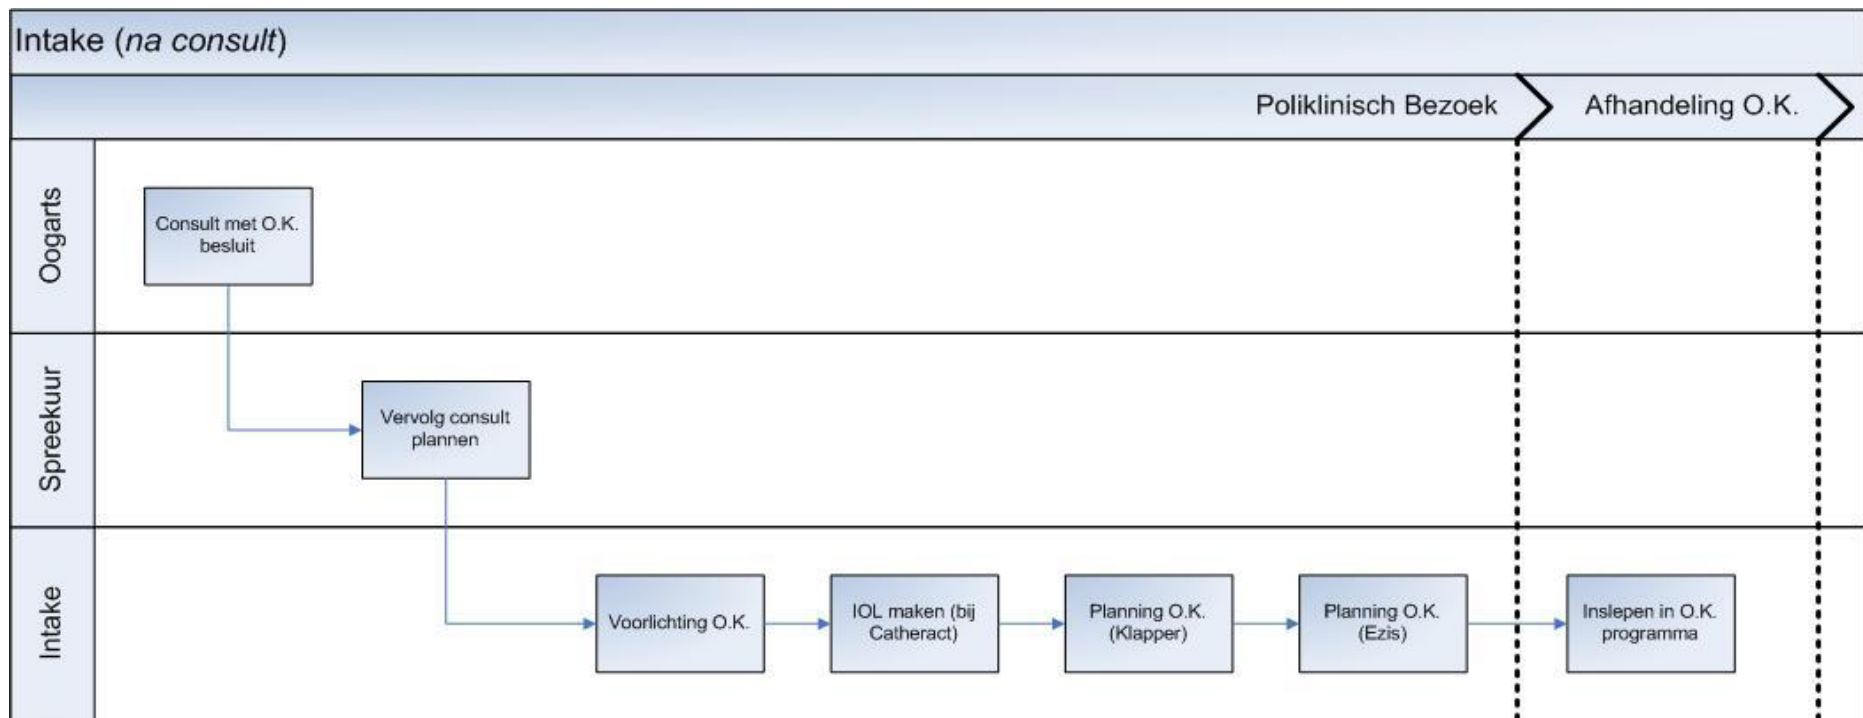 Intake (na consult)
Poliklinisch Bezoek
Afhandeling O.K.
Oogarts
Consult met O.K.
besluit
Spreekuur
Vervolg consult
plannen
Intake
Voorlichting O.K.
IOL maken (bij
Catheract)
Planning O.K.
(Klapper)
Planning O.K.
(Ezis)
Inslepen in O.K.
programma